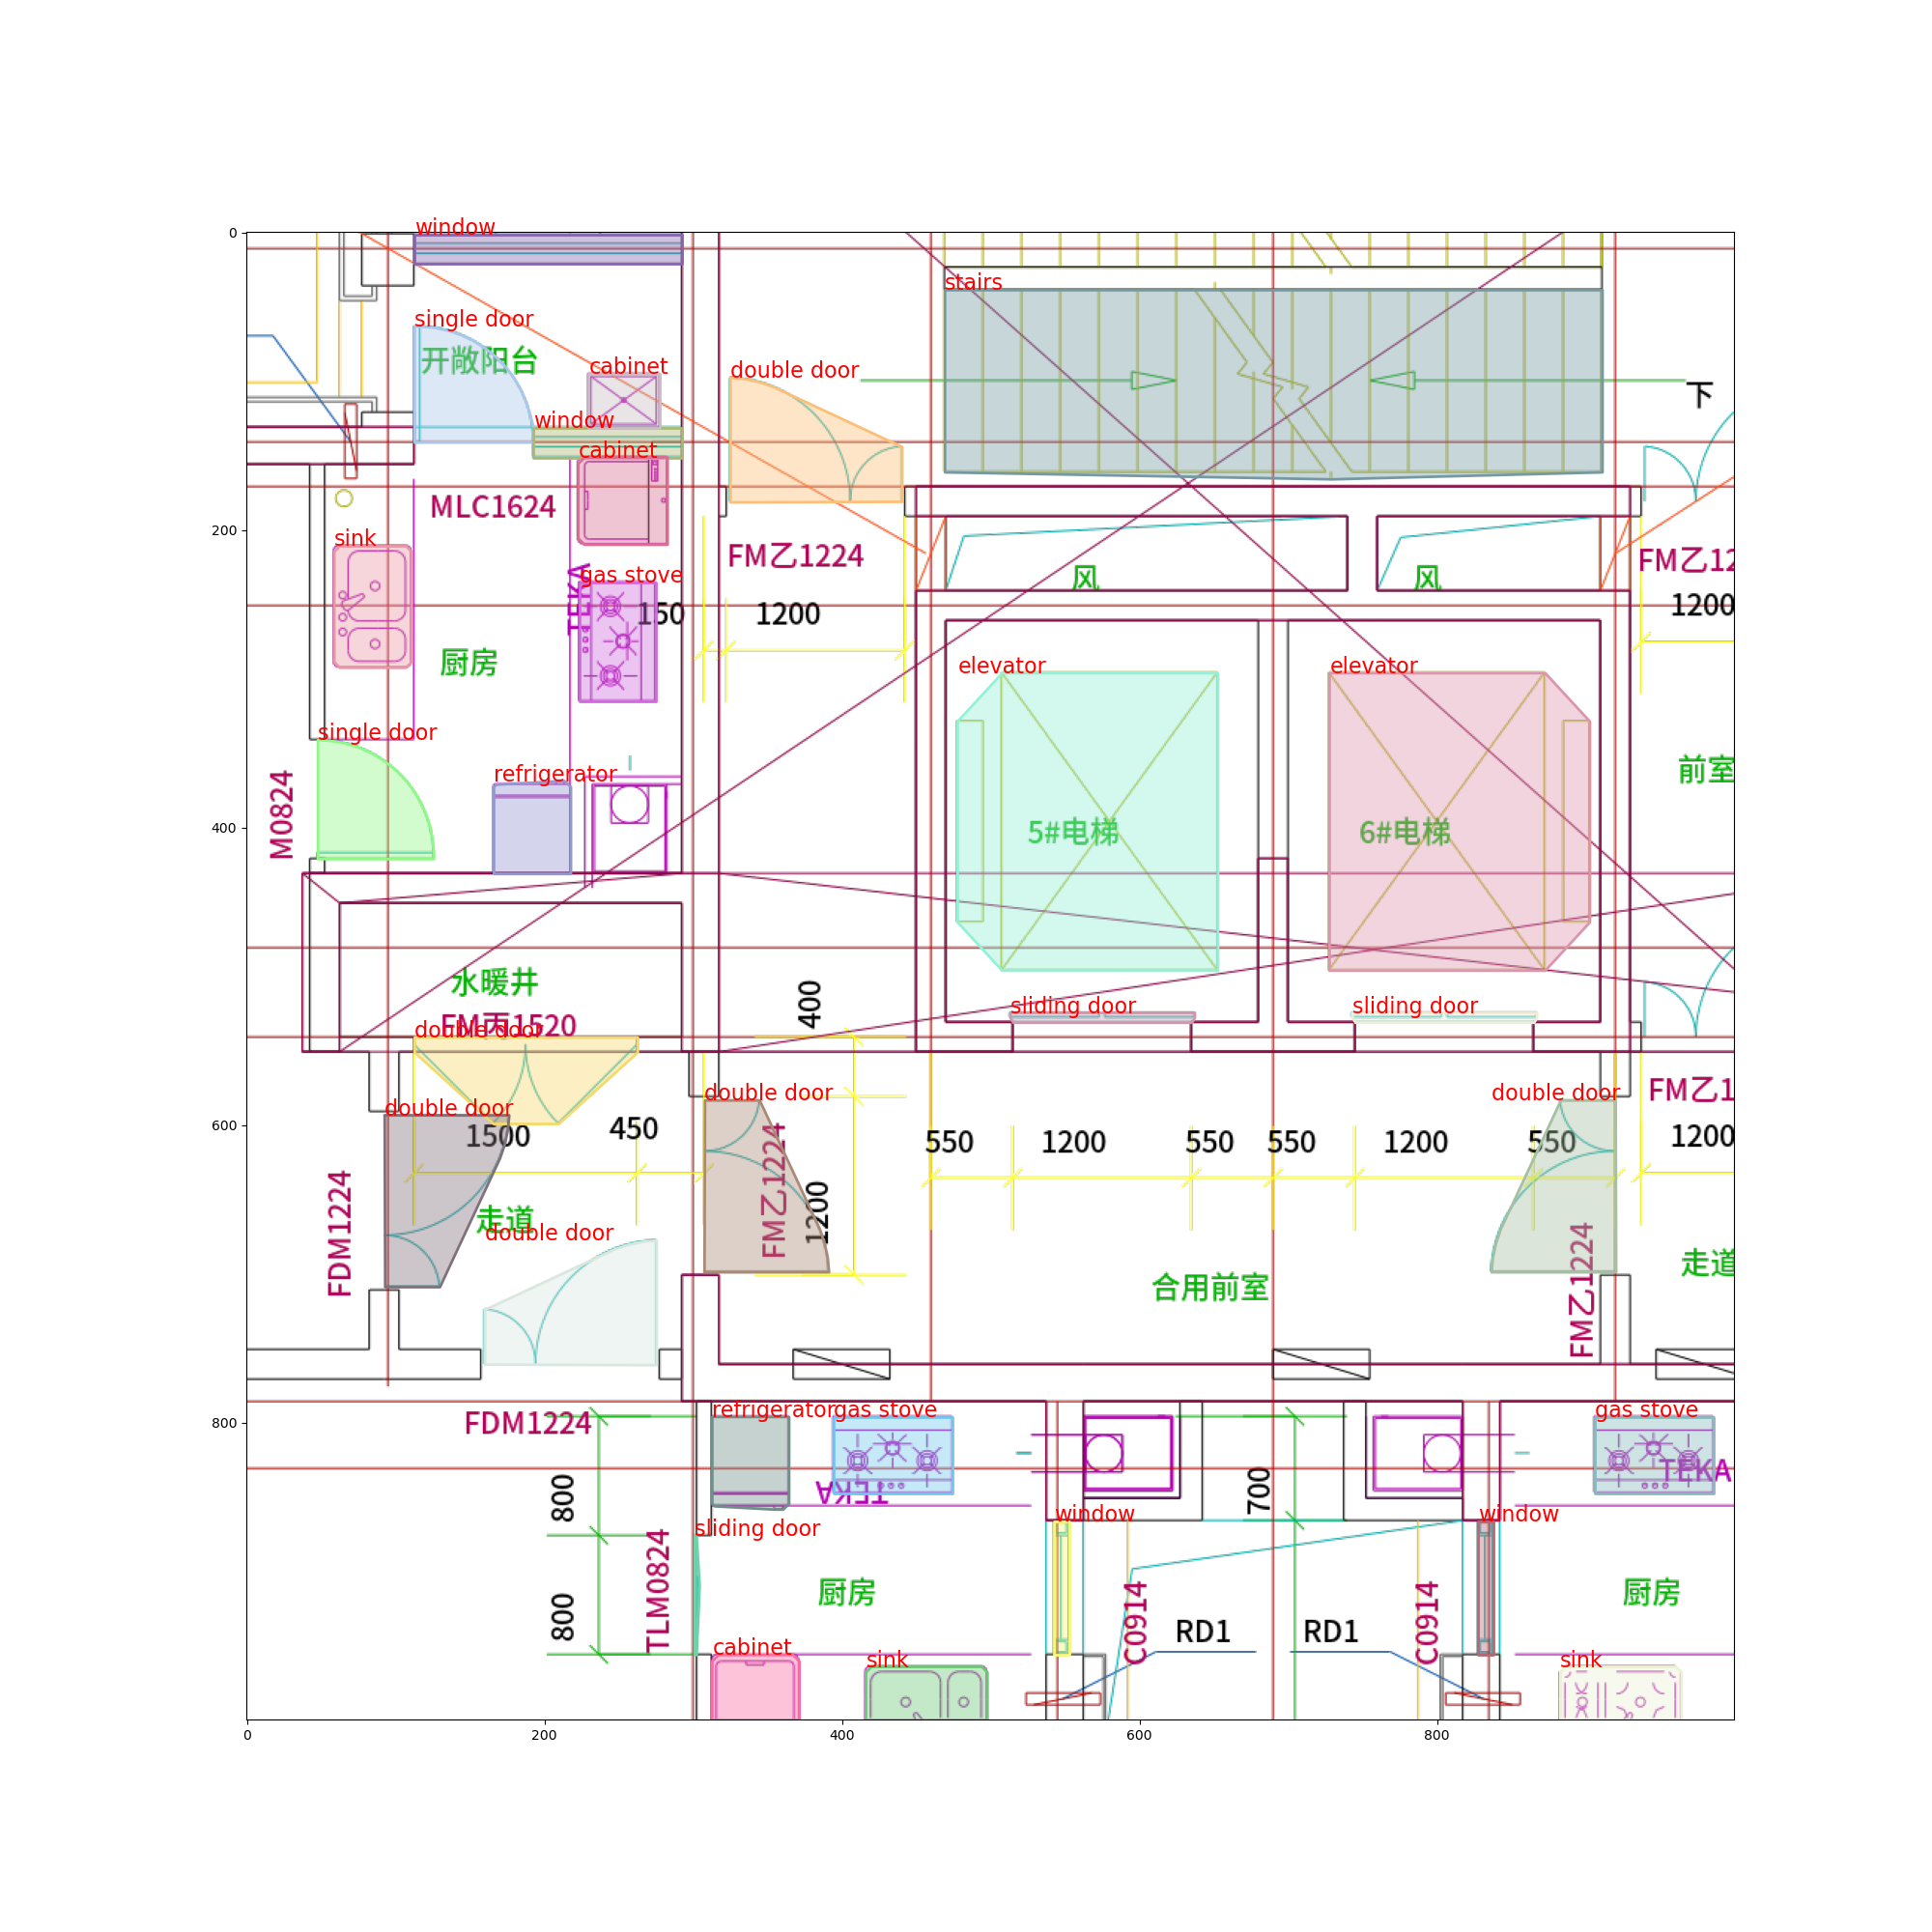 0
window
stairs
single door
开敞阳台
cabinet
double door
下
window
cabinet
MLC1624
200
sink
FM乙1224
FM乙12
风
风
gas stove
TEKA
150
1200
1200
厨房
elevator
elevator
single door
前室
refrigerator
M0824
400
5#电梯
6#电梯
水暖井
400
sliding door
sliding door
FM丙1520
double door
double door
double door
double door
FM乙1
600
1500
450
550
1200
550
550
1200
550
1200
FDM1224
走道
double door
FM乙1224
1200
合用前室
FM乙1224
走道
800
FDM1224
refrigerator
gas stove
gas stove
TEKA
TEKA
800
700
window
window
sliding door
TLM0824
厨房
厨房
800
C0914
C0914
RD1
RD1
cabinet
sink
sink
0
200
400
600
800